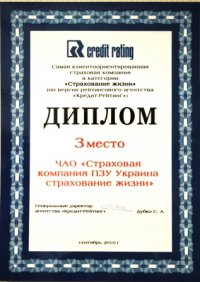 credit rating
Самая клиентоориентированная
страховая компания
в категории:
«Страхование жизни»
(по версии рейтингового агентства
«Кредит-Рейтинг»)
ДИПЛОМ
3 место
ЧАО «Страховая
компания ПЗУ Украина
страхование жизни»
Генеральный директор
агентства «Кредит-Рейтинг»
Дубко С. А.
сентябрь 2010 г